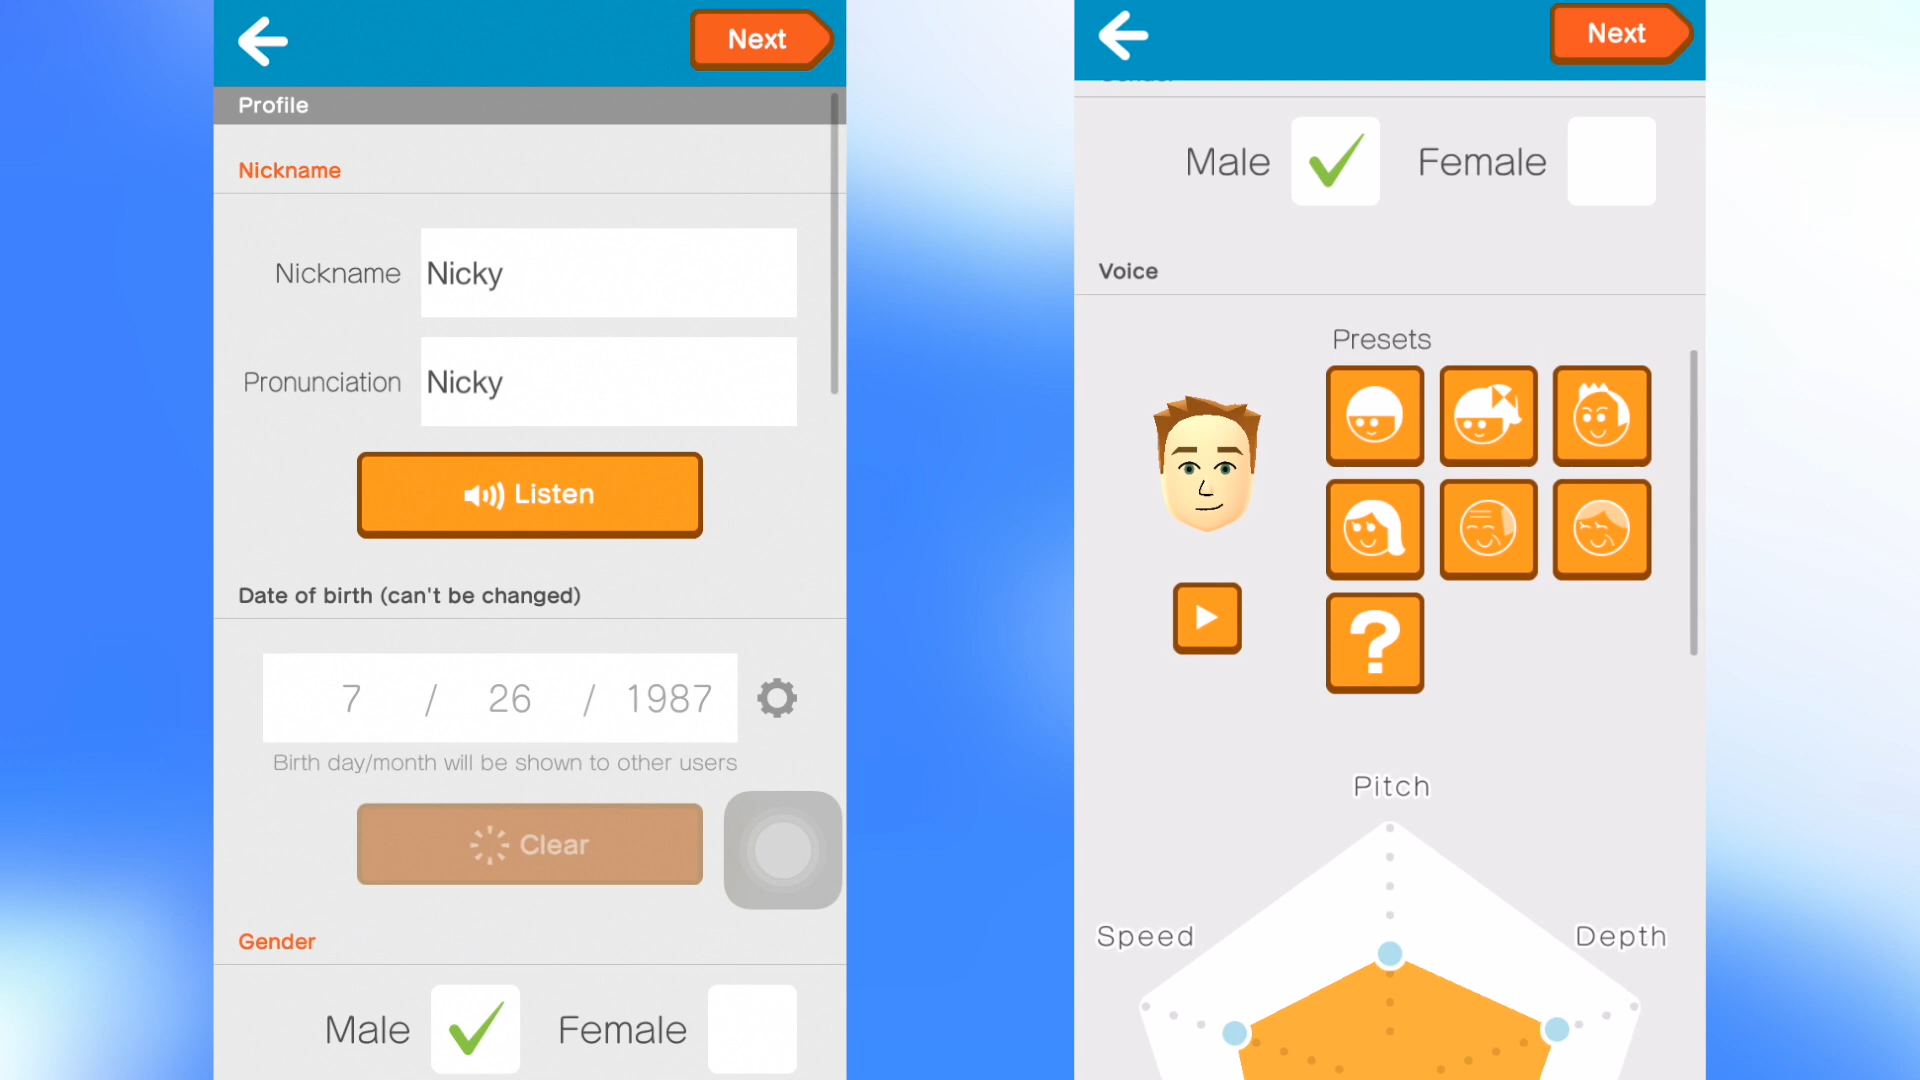 Next
Profile
Nickname
Nickname Nicky
Pronunciation Nicky
Listen
Date of birth (can't be changed)
7 / 26 / 1987
Birth day/month will be shown to other users
Clear
Gender
Male Female
Next
Male Female
Voice
Presets
?
Pitch
Speed
Depth